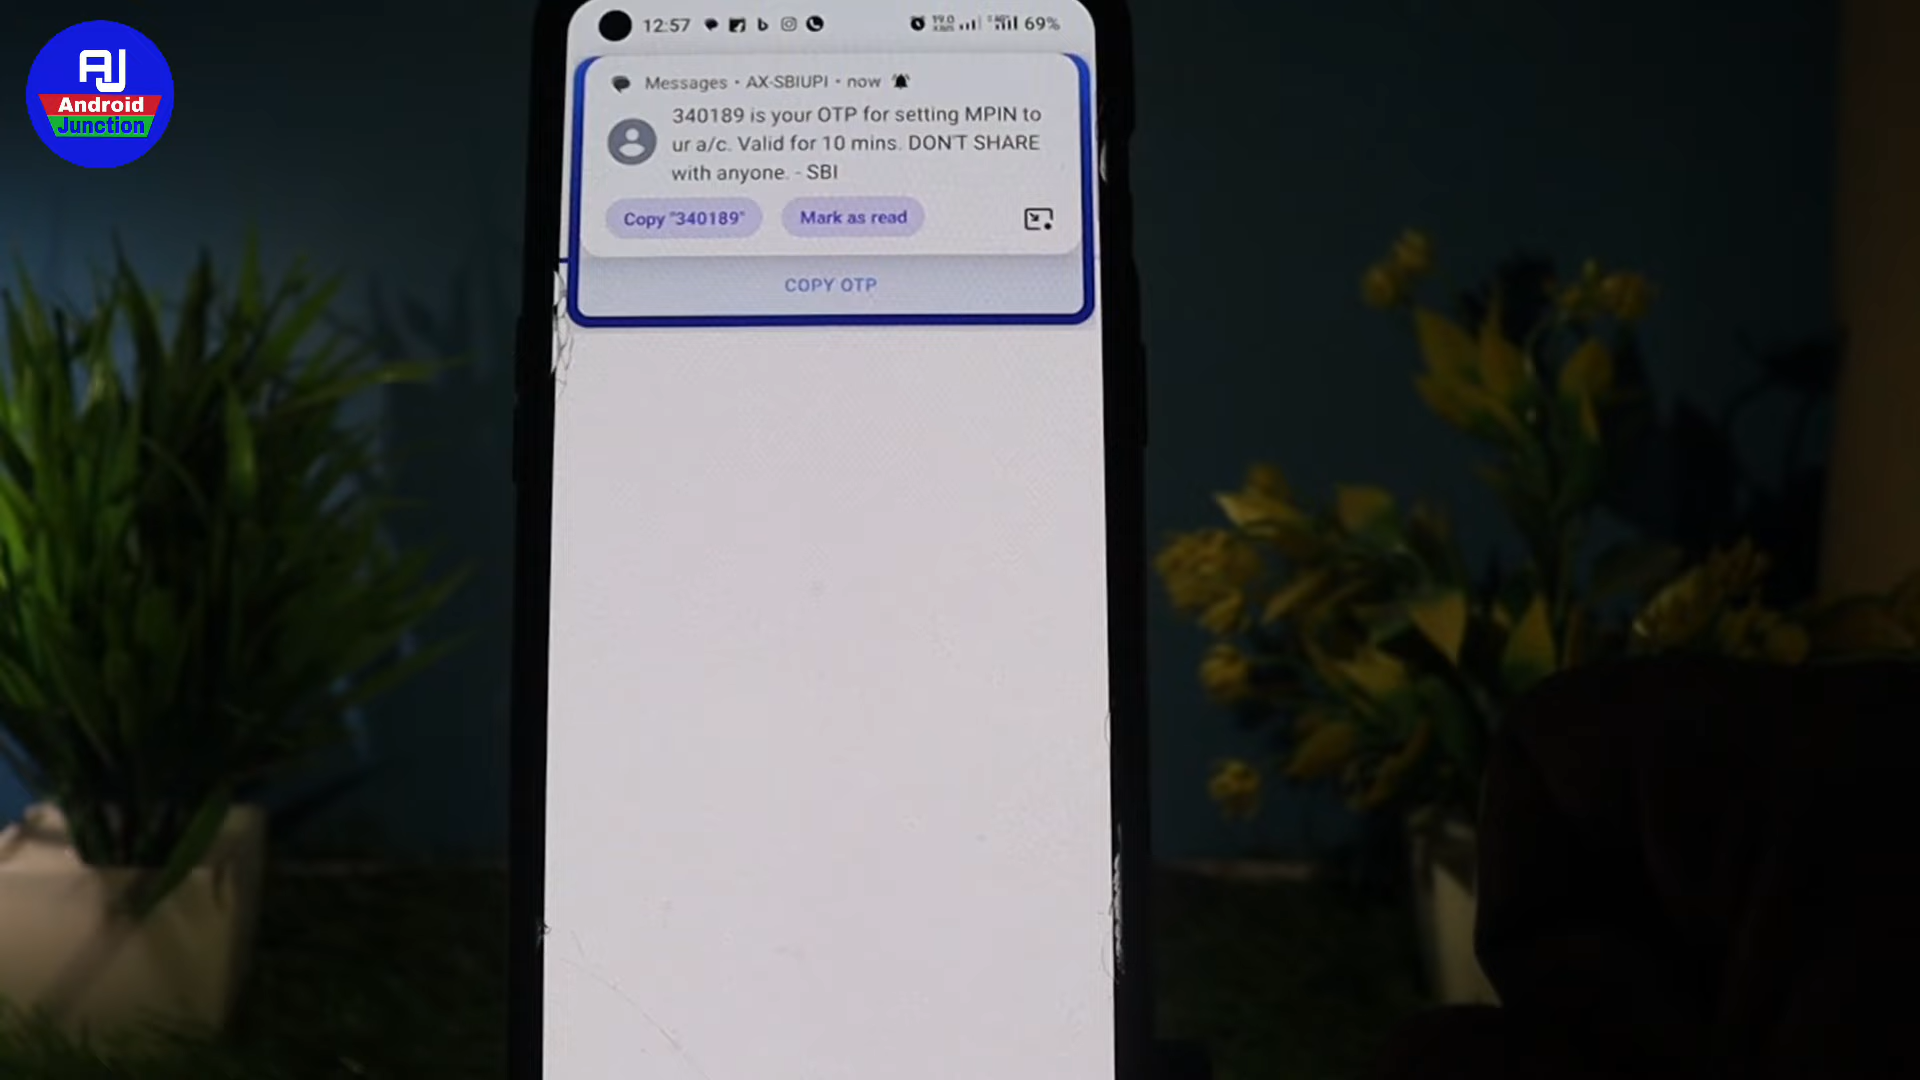 AJ
Android
Junction
12:57
69%
Messages • AX-SBIUPI • now
340189 is your OTP for setting MPIN to
ur a/c. Valid for 10 mins. DON'T SHARE
with anyone. - SBI
Copy "340189"
Mark as read
COPY OTP